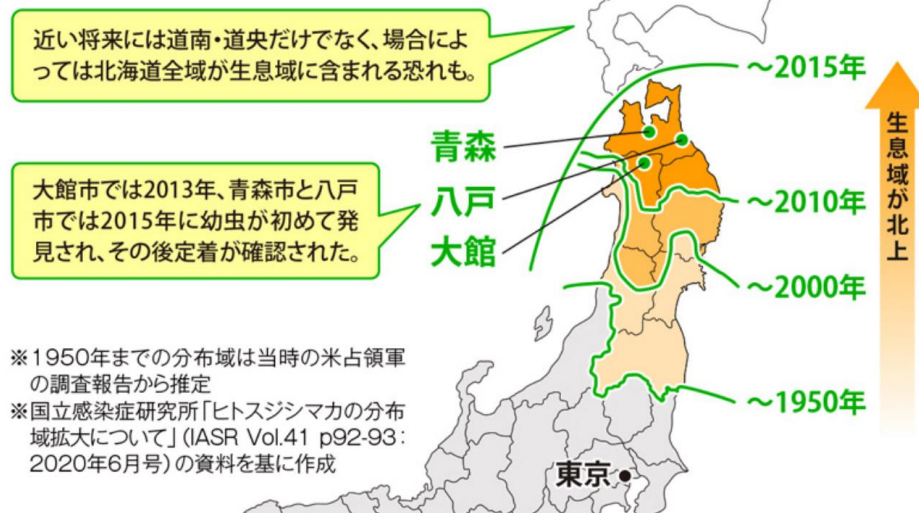 近い将来には道南・道央だけでなく、場合によ
っては北海道全域が生息域に含まれる恐れも。
～2015年
青森
八戸
大館
大館市では2013年、青森市と八戸
市では2015年に幼虫が初めて発
見され、その後定着が確認された。
～2010年
～2000年
～1950年
生息域が北上
※1950年までの分布域は当時の米占領軍
の調査報告から推定
※国立感染症研究所「ヒトスジシマカの分布
域拡大について」(IASR Vol.41 p92-93：
2020年6月号)の資料を基に作成
東京